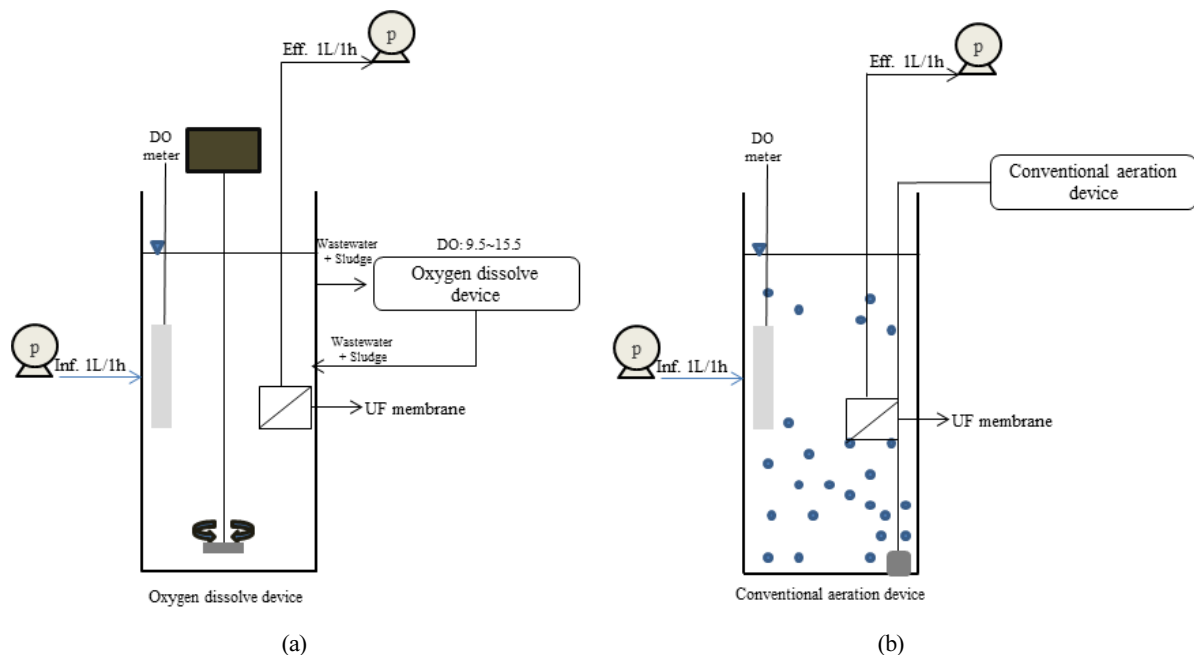 p
Eff. 1L/1h
DO
meter
Wastewater
+ Sludge
DO: 9.5~15.5
Oxygen dissolve
device
p
Inf. 1L/1h
Wastewater
+ Sludge
UF membrane
Oxygen dissolve device
(a)
p
Eff. 1L/1h
DO
meter
Conventional aeration
device
p
Inf. 1L/1h
UF membrane
Conventional aeration device
(b)